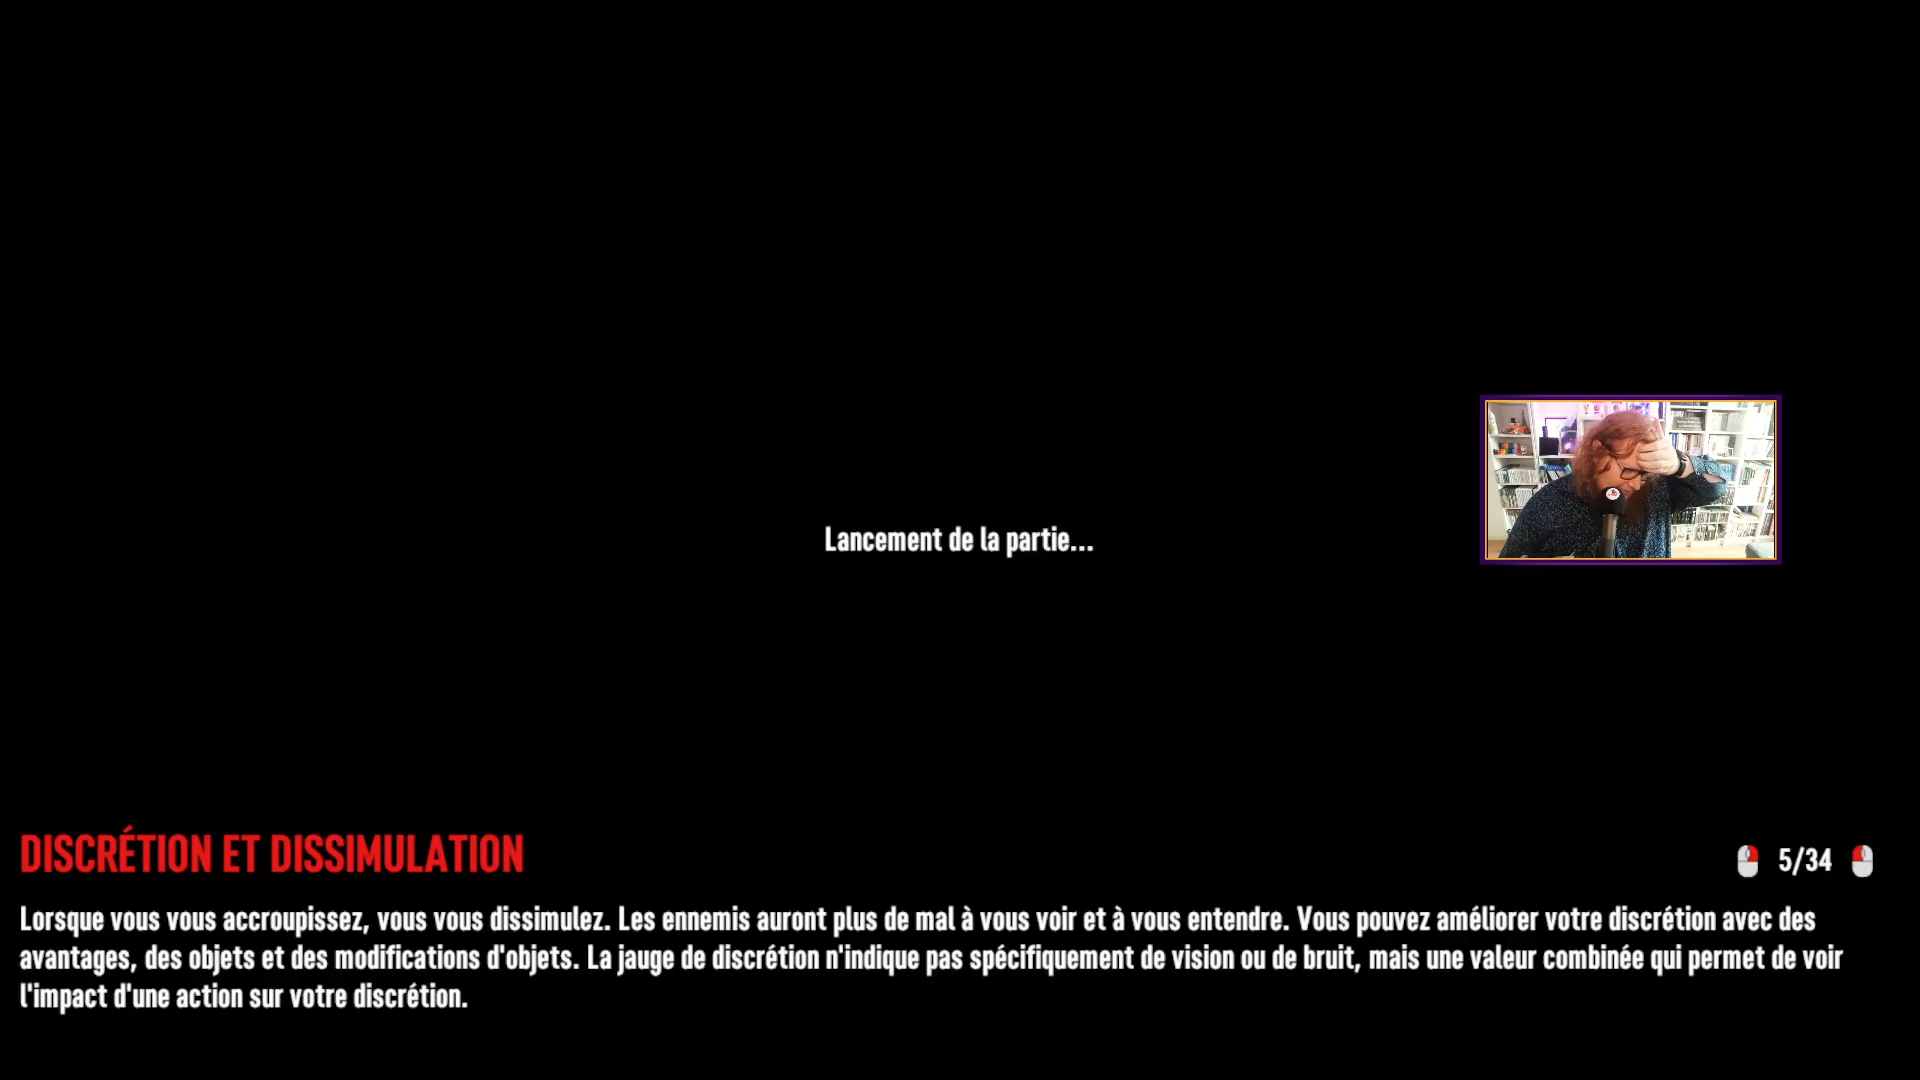 Lancement de la partie...
DISCRÉTION ET DISSIMULATION
5/34
Lorsque vous vous accroupissez, vous vous dissimulez. Les ennemis auront plus de mal à vous voir et à vous entendre. Vous pouvez améliorer votre discrétion avec des
avantages, des objets et des modifications d'objets. La jauge de discrétion n'indique pas spécifiquement de vision ou de bruit, mais une valeur combinée qui permet de voir
l'impact d'une action sur votre discrétion.